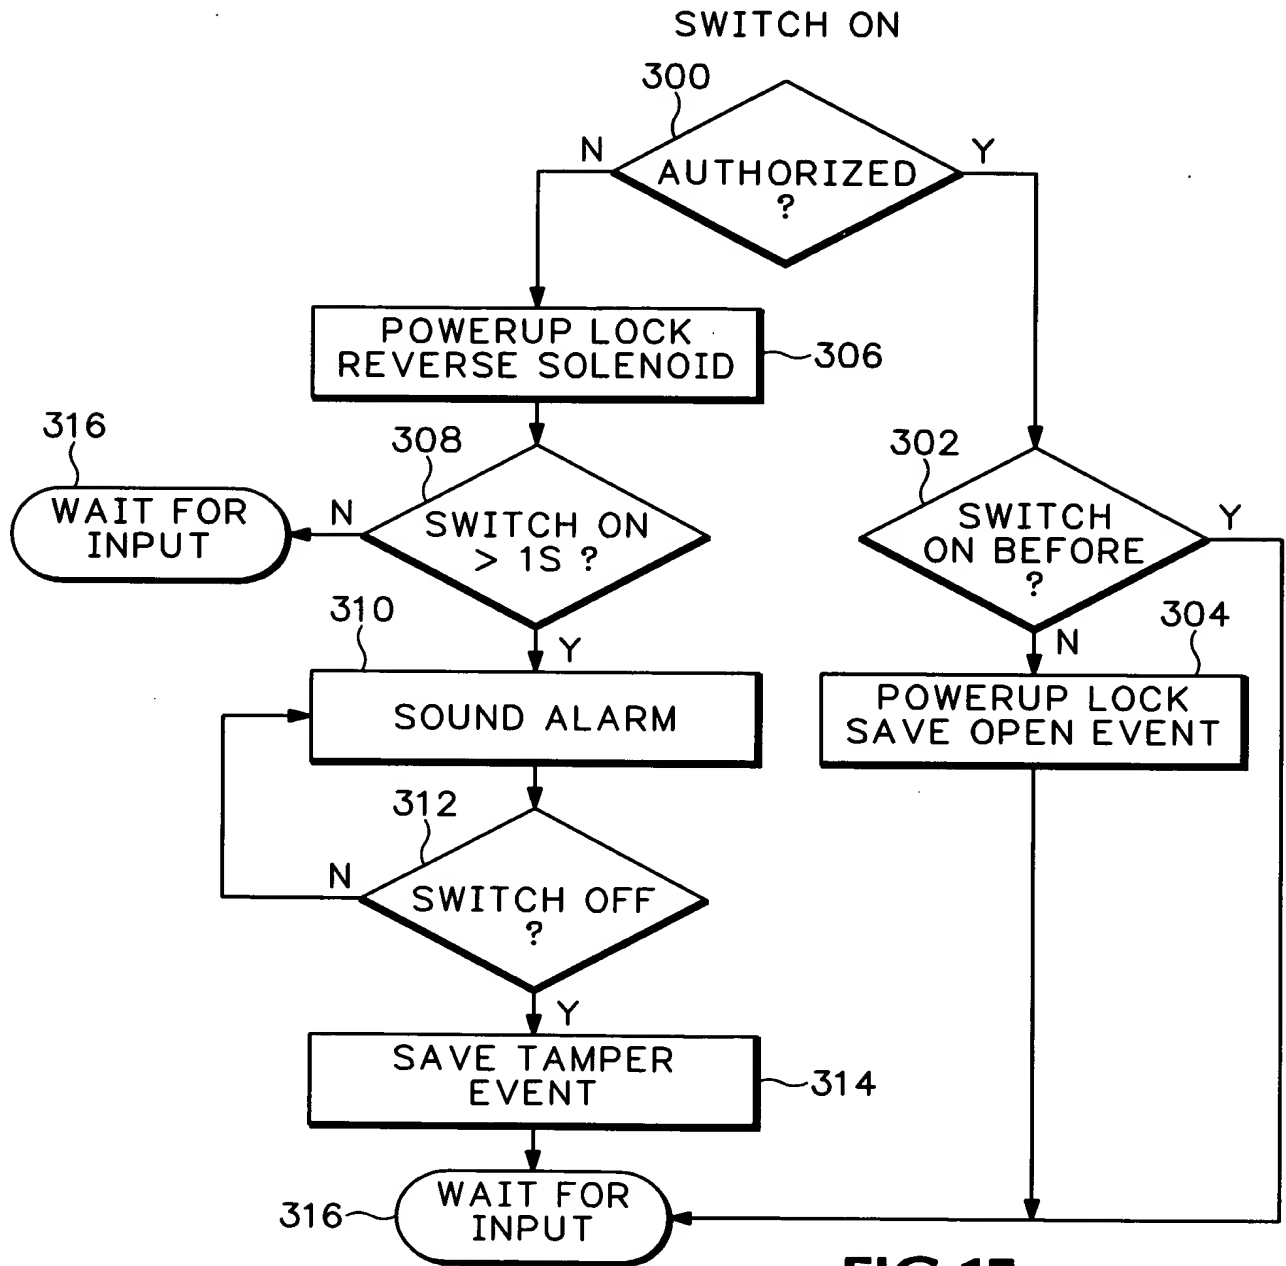 SWITCH ON
300
N
Y
AUTHORIZED
?
POWERUP LOCK
REVERSE SOLENOID
306
316
308
302
WAIT FOR
INPUT
N
SWITCH ON
> 1S ?
SWITCH
ON BEFORE
?
Y
310
Y
N
304
SOUND ALARM
POWERUP LOCK
SAVE OPEN EVENT
312
N
SWITCH OFF
?
Y
SAVE TAMPER
EVENT
314
316
WAIT FOR
INPUT